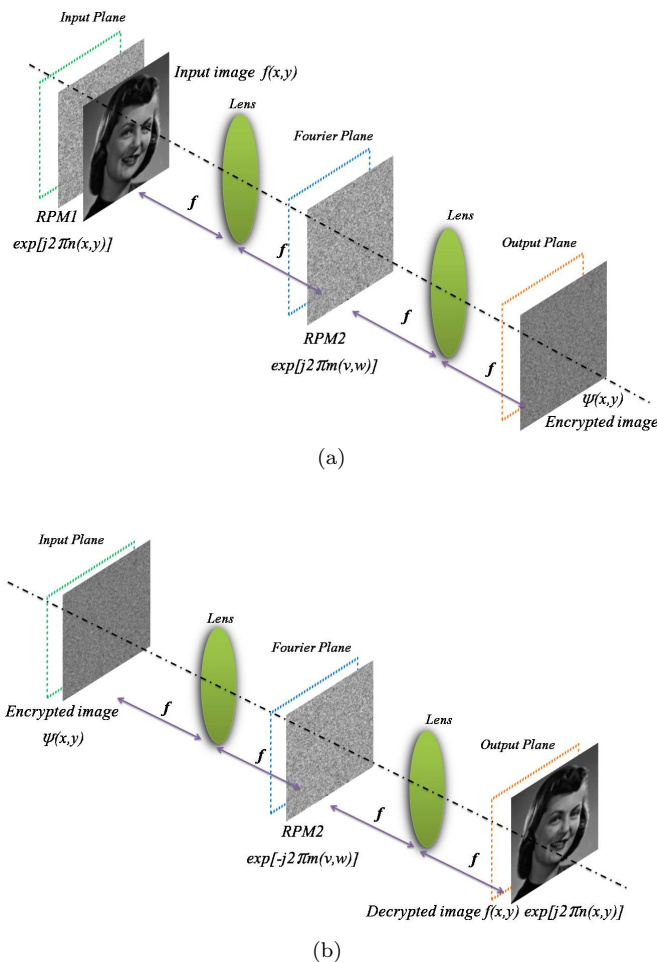 Input Plane
Input image f(x,y)
Lens
Fourier Plane
f
RPM1
exp[j2πn(x,y)]
f
Lens
Output Plane
f
RPM2
exp[j2πm(v,w)]
f
Ψ(x,y)
Encrypted image
(a)
Input Plane
Lens
Fourier Plane
Encrypted image
Ψ(x,y)
f
f
Lens
Output Plane
RPM2
exp[-j2πm(v,w)]
f
f
Decrypted image f(x,y) exp[j2πn(x,y)]
(b)